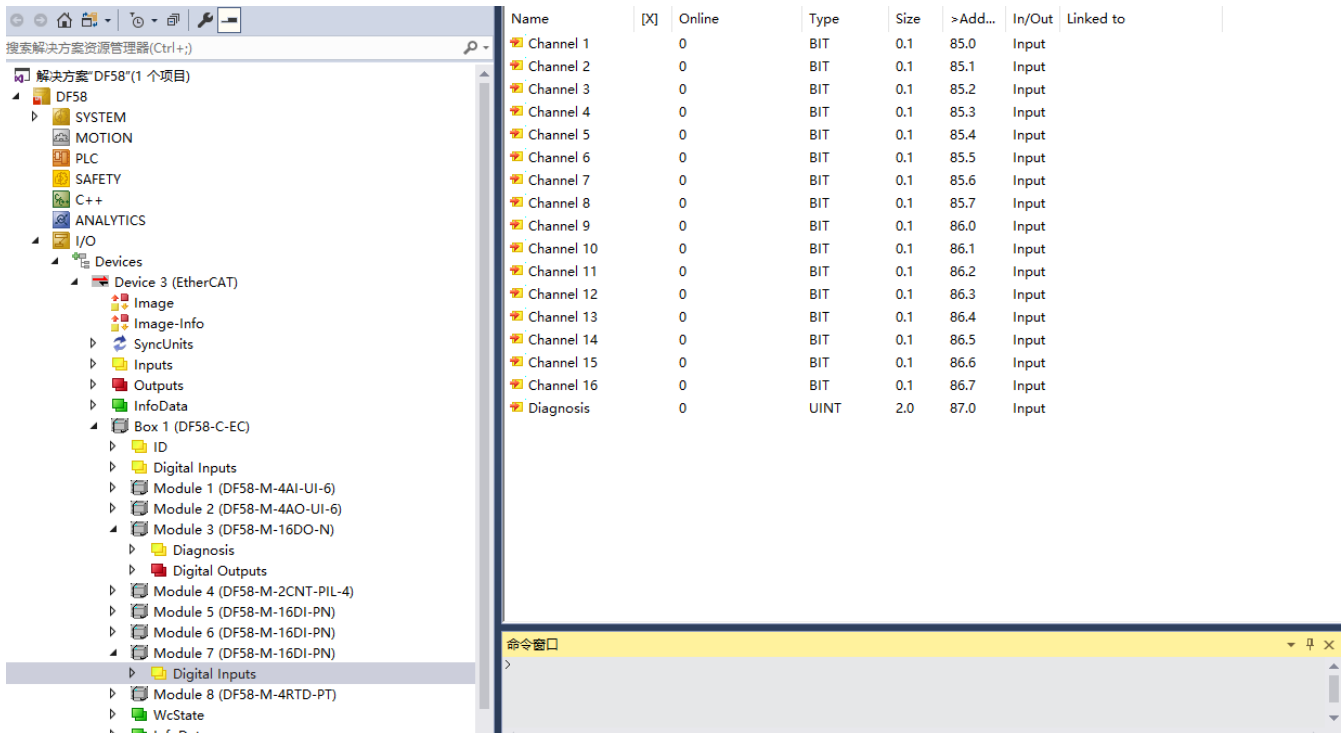 搜索解决方案资源管理器(Ctrl+;)
解决方案"DF58"(1 个项目)
DF58
SYSTEM
MOTION
PLC
SAFETY
C++
ANALYTICS
I/O
Devices
Device 3 (EtherCAT)
Image
Image-Info
SyncUnits
Inputs
Outputs
InfoData
Box 1 (DF58-C-EC)
ID
Digital Inputs
Module 1 (DF58-M-4AI-UI-6)
Module 2 (DF58-M-4AO-UI-6)
Module 3 (DF58-M-16DO-N)
Diagnosis
Digital Outputs
Module 4 (DF58-M-2CNT-PIL-4)
Module 5 (DF58-M-16DI-PN)
Module 6 (DF58-M-16DI-PN)
Module 7 (DF58-M-16DI-PN)
Digital Inputs
Module 8 (DF58-M-4RTD-PT)
WcState
Name [X] Online Type Size >Add... In/Out Linked to
Channel 1 0 BIT 0.1 85.0 Input
Channel 2 0 BIT 0.1 85.1 Input
Channel 3 0 BIT 0.1 85.2 Input
Channel 4 0 BIT 0.1 85.3 Input
Channel 5 0 BIT 0.1 85.4 Input
Channel 6 0 BIT 0.1 85.5 Input
Channel 7 0 BIT 0.1 85.6 Input
Channel 8 0 BIT 0.1 85.7 Input
Channel 9 0 BIT 0.1 86.0 Input
Channel 10 0 BIT 0.1 86.1 Input
Channel 11 0 BIT 0.1 86.2 Input
Channel 12 0 BIT 0.1 86.3 Input
Channel 13 0 BIT 0.1 86.4 Input
Channel 14 0 BIT 0.1 86.5 Input
Channel 15 0 BIT 0.1 86.6 Input
Channel 16 0 BIT 0.1 86.7 Input
Diagnosis 0 UINT 2.0 87.0 Input
命令窗口
>